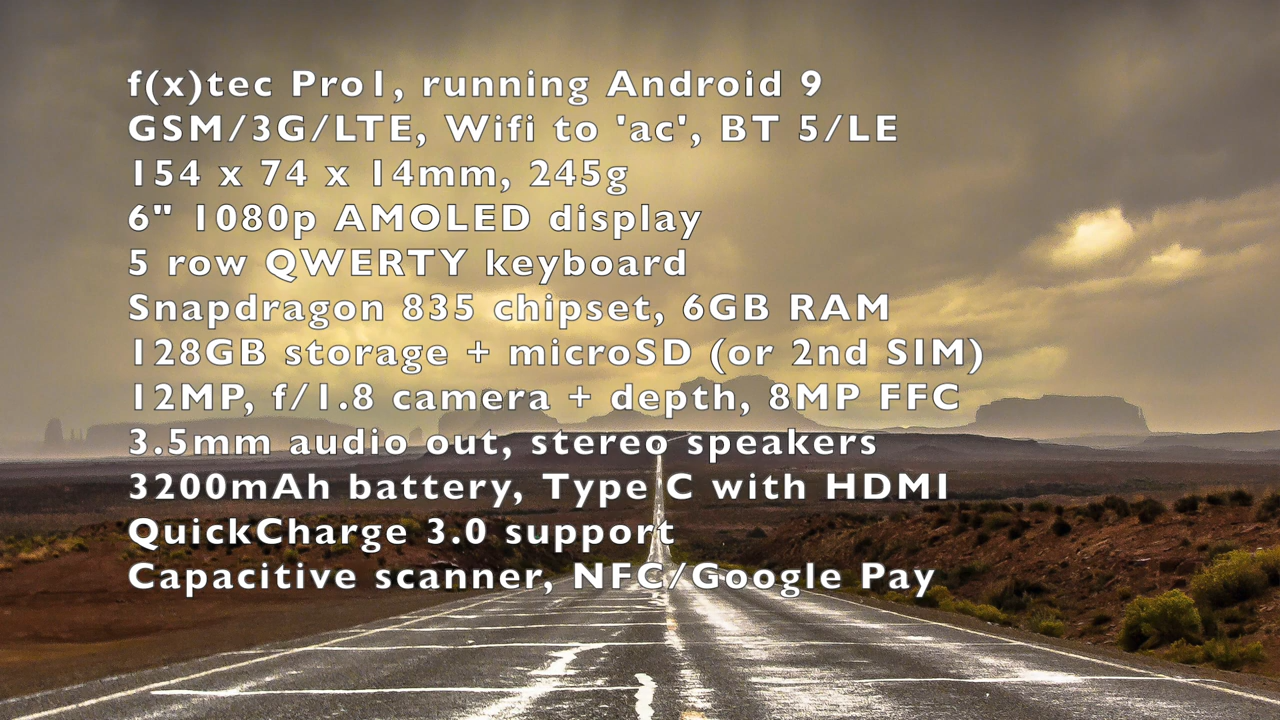 f(x)tec Pro1, running Android 9
GSM/3G/LTE, Wifi to 'ac', BT 5/LE
154 x 74 x 14mm, 245g
6" 1080p AMOLED display
5 row QWERTY keyboard
Snapdragon 835 chipset, 6GB RAM
128GB storage + microSD (or 2nd SIM)
12MP, f/1.8 camera + depth, 8MP FFC
3.5mm audio out, stereo speakers
3200mAh battery, Type C with HDMI
QuickCharge 3.0 support
Capacitive scanner, NFC/Google Pay